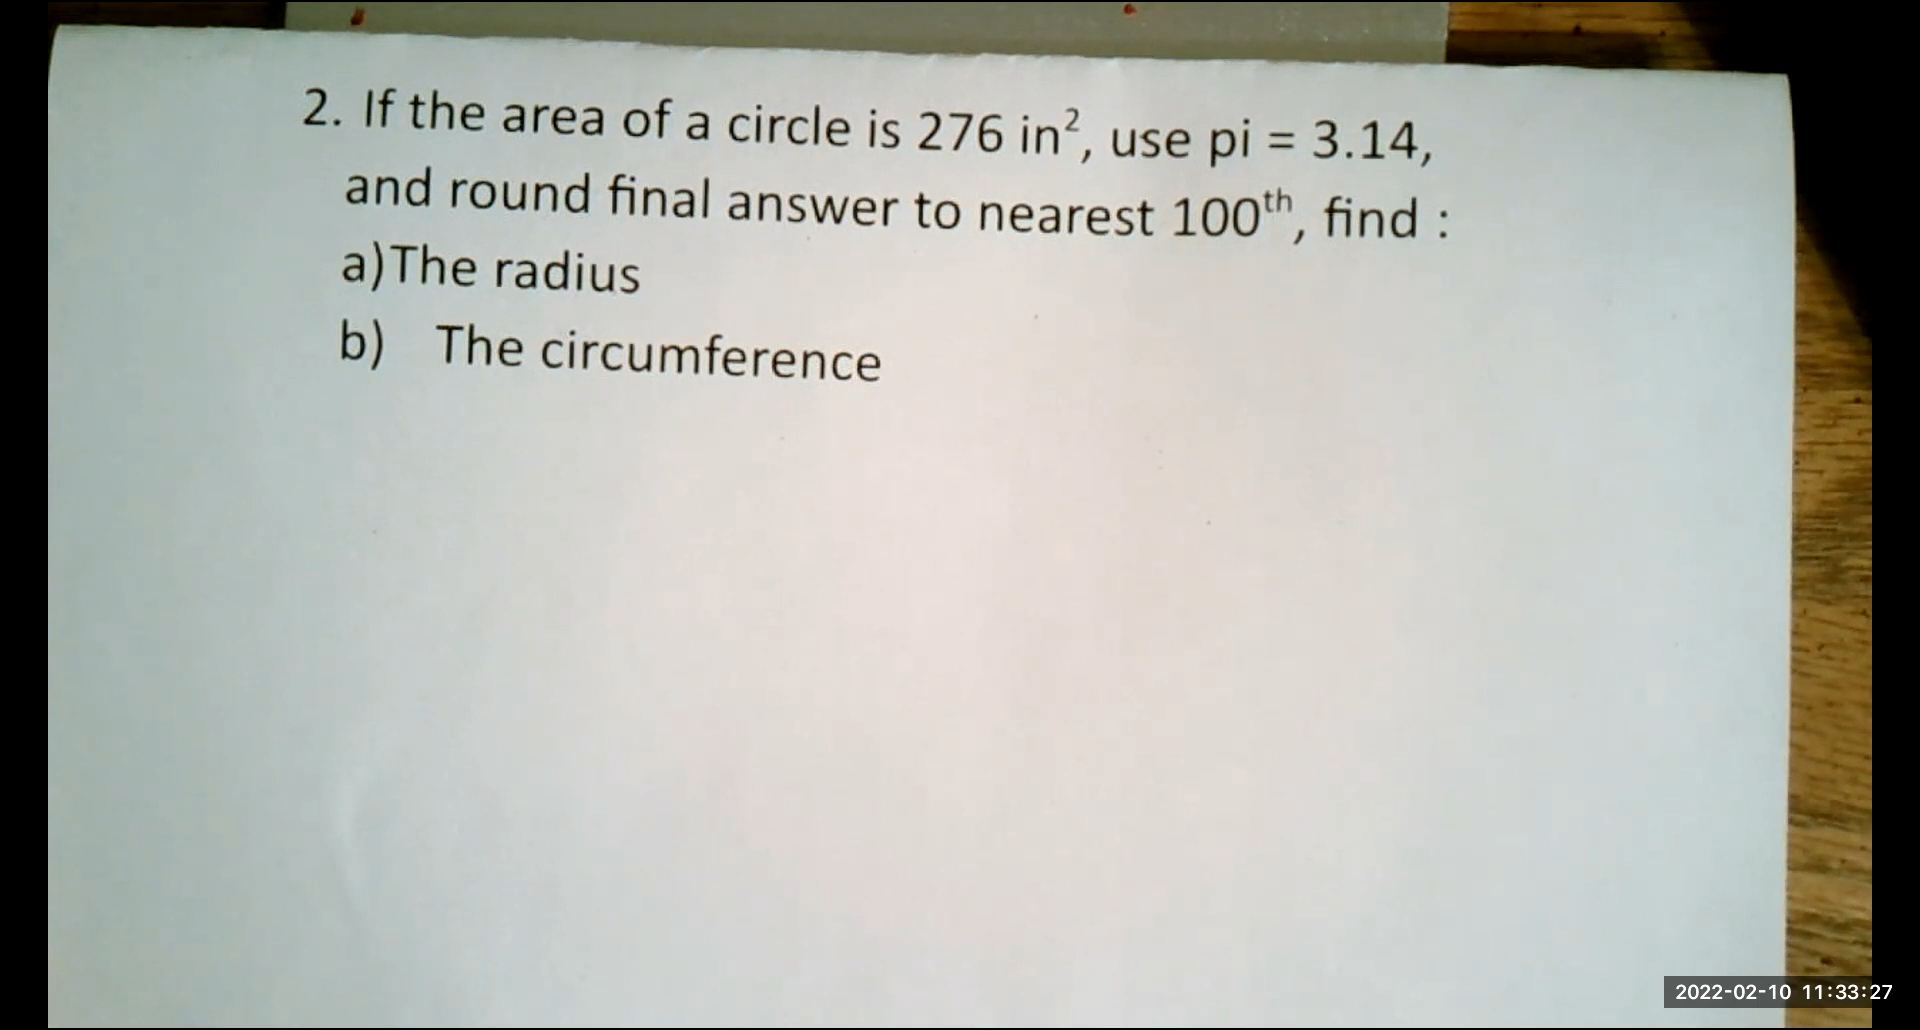 2. If the area of a circle is 276 in², use pi = 3.14,
and round final answer to nearest 100ᵗʰ, find :
a)The radius
b) The circumference
2022-02-10 11:33:27